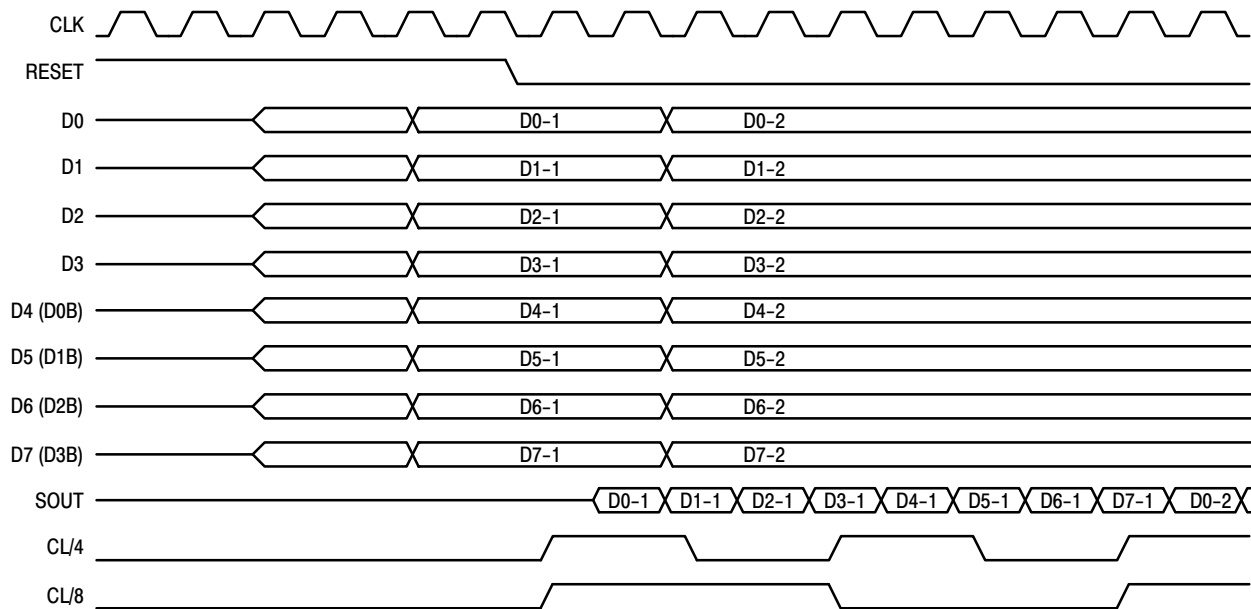 CLK
RESET
D0 D0-1 D0-2
D1 D1-1 D1-2
D2 D2-1 D2-2
D3 D3-1 D3-2
D4 (D0B) D4-1 D4-2
D5 (D1B) D5-1 D5-2
D6 (D2B) D6-1 D6-2
D7 (D3B) D7-1 D7-2
SOUT D0-1 D1-1 D2-1 D3-1 D4-1 D5-1 D6-1 D7-1 D0-2
CL/4
CL/8